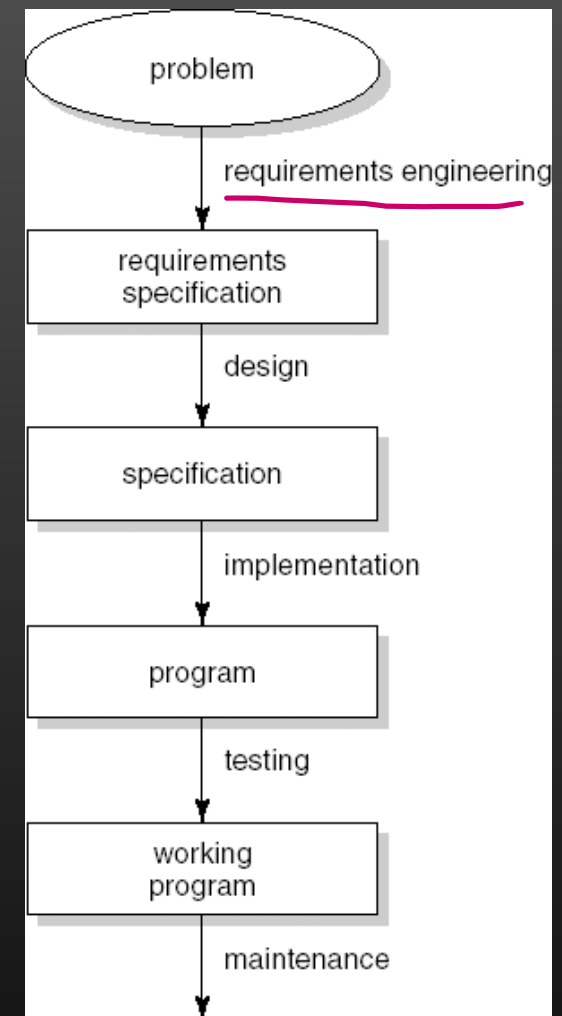 problem
requirements engineering
requirements
specification
design
specification
implementation
program
testing
working
program
maintenance